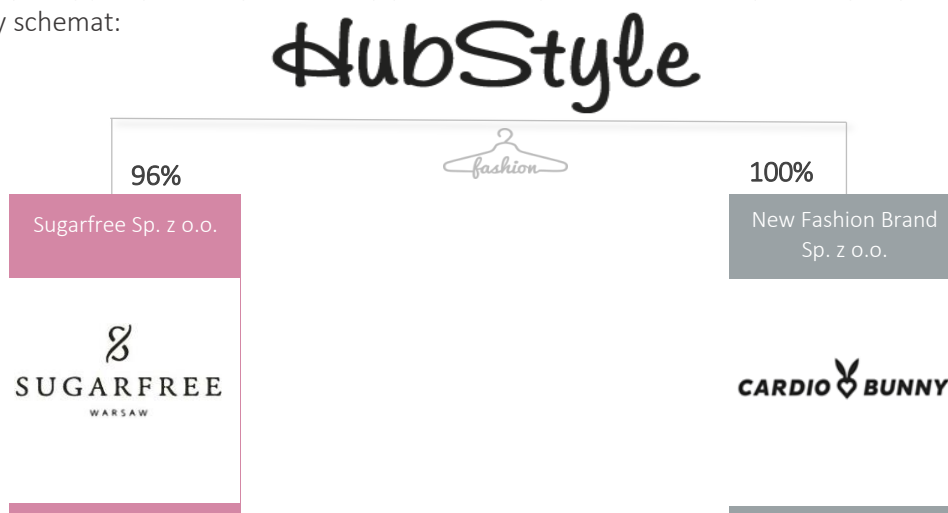 schemat:
HubStyle
fashion
96%
100%
Sugarfree Sp. z o.o.
New Fashion Brand
Sp. z o.o.
SUGARFREE
WARSAW
CARDIO BUNNY